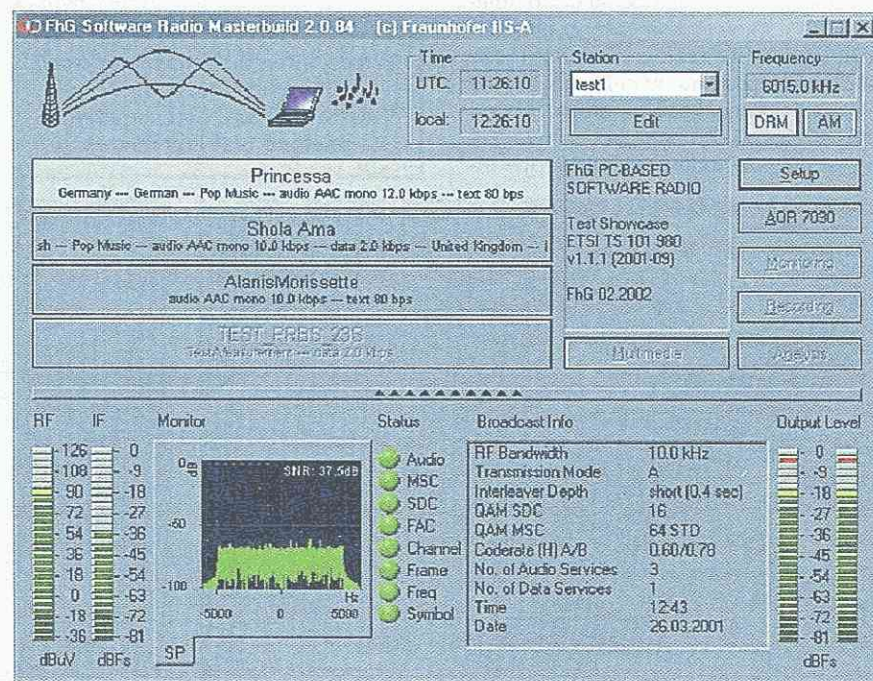 FhG Software Radio Masterbuild 2.0.84 (c) Fraunhofer IIS-A
Time
UTC: 11:26:10
local: 12:26:10
Station
test1
Edit
Frequency
6015.0 kHz
DRM AM
Princessa
Germany --- German --- Pop Music --- audio AAC mono 12.0 kbps --- text 80 bps
Shola Ama
sh --- Pop Music --- audio AAC mono 10.0 kbps --- data 2.0 kbps --- United Kingdom ---
AlanisMorissette
audio AAC mono 10.0 kbps --- text 80 bps
TEST_PRBS_23B
TestMeasurement --- data 2.0 kbps
FhG PC-BASED
SOFTWARE RADIO
Test Showcase
ETSI TS 101 980
v1.1.1 (2001-09)
FhG 02.2002
Setup
AOR 7030
Monitoring
Recording
Multimedia
Analysis
RF IF
126 0
108 -9
90 -18
72 -27
54 -36
36 -45
18 -54
0 -63
-18 -72
-36 -81
dBuV dBFs
Monitor
SNR: 37.5dB
0
dB
-50
-100
Hz
-5000 0 5000
SP
Status
Audio
MSC
SDC
FAC
Channel
Frame
Freq
Symbol
Broadcast Info
RF Bandwidth 10.0 kHz
Transmission Mode A
Interleaver Depth short (0,4 sec)
QAM SDC 16
QAM MSC 64 STD
Coderate (H) A/B 0.60/0.78
No. of Audio Services 3
No. of Data Services 1
Time 12:43
Date 26.03.2001
Output Level
0
-9
-18
-27
-36
-45
-54
-63
-72
-81
dBFs